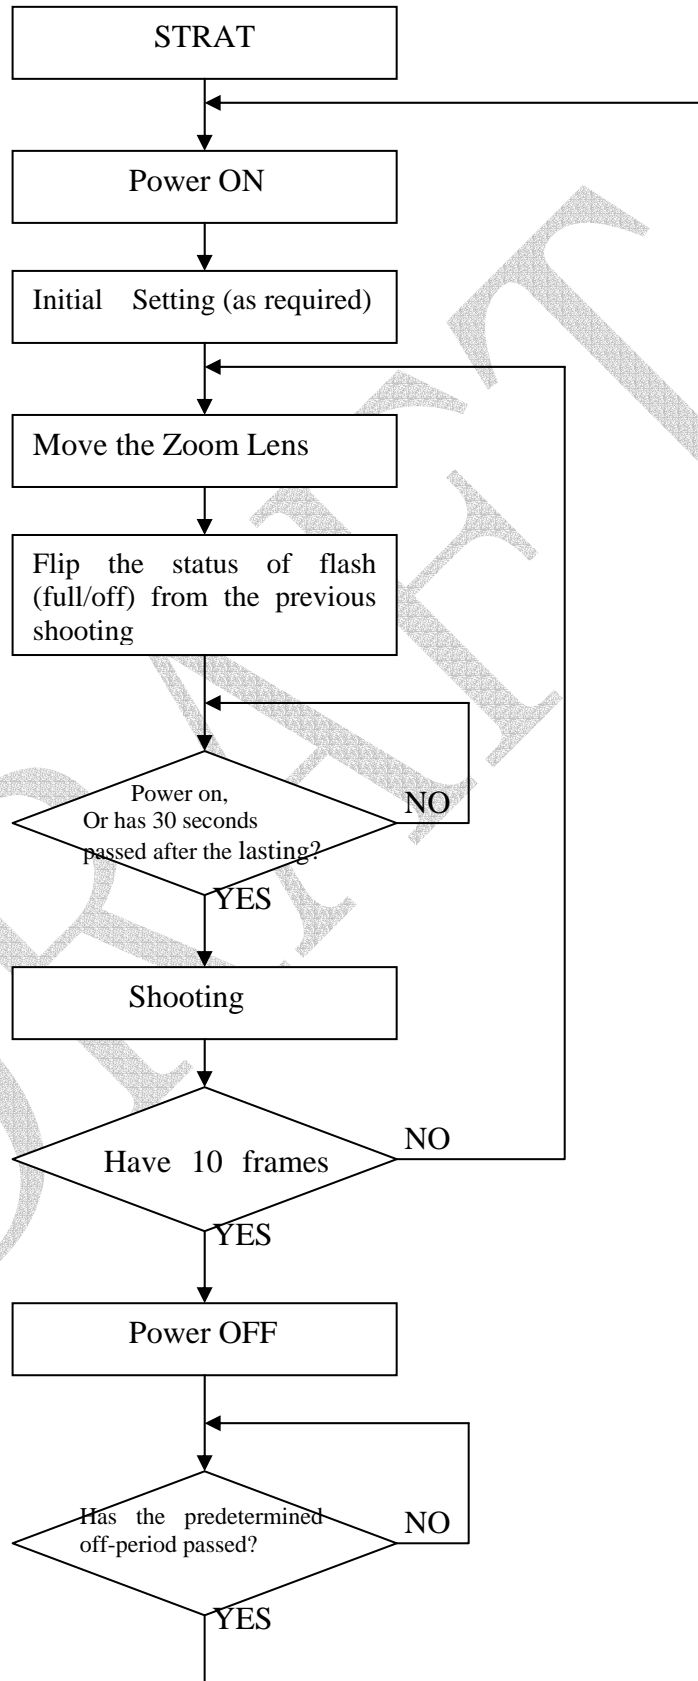 STRAT
Power ON
Initial Setting (as required)
Move the Zoom Lens
Flip the status of flash
(full/off) from the previous
shooting
Power on,
Or has 30 seconds
passed after the lasting?
NO
YES
Shooting
Have 10 frames
NO
YES
Power OFF
Has the predetermined
off-period passed?
NO
YES
DRAFT